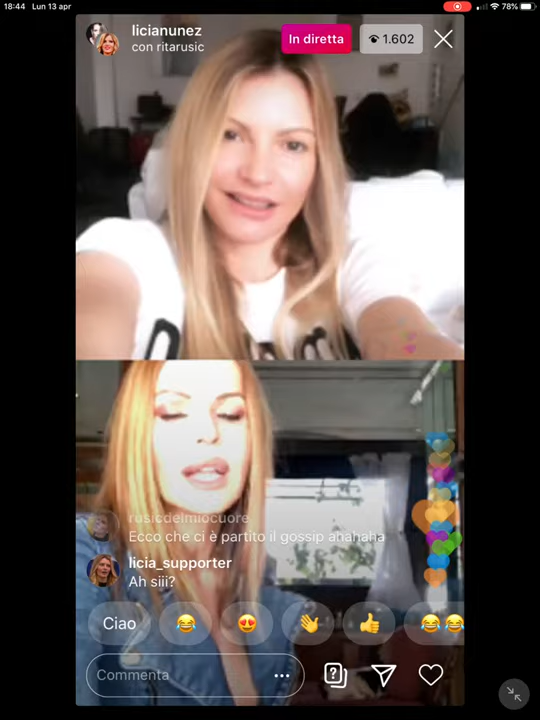 18:44 Lun 13 apr
78%
licianunez
con ritarusic
In diretta
1.602
rusicdelmiocuore
Ecco che ci è partito il gossip ahahaha
licia_supporter
Ah siii?
Ciao
Commenta